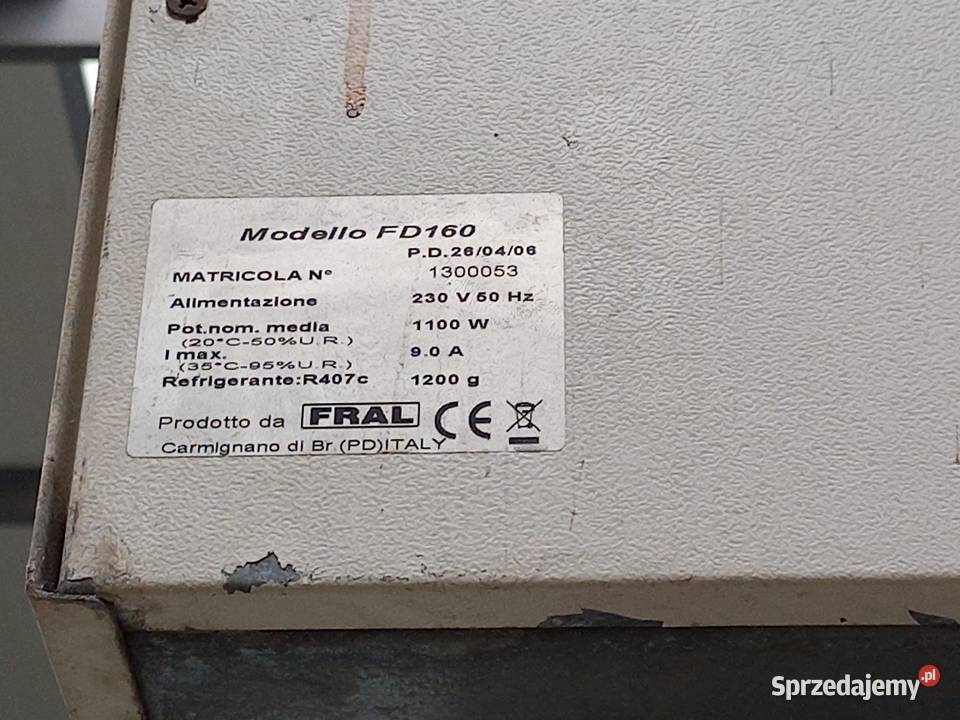 Modello FD160
P.D.26/04/06
MATRICOLA N° 1300053
Alimentazione 230 V 50 Hz
Pot.nom. media 1100 W
(20°C-50%U.R.)
I max. 9.0 A
(35°C-95%U.R.)
Refrigerante:R407c 1200 g
Prodotto da FRAL CE
Carmignano di Br (PD)ITALY
Sprzedajemy.pl